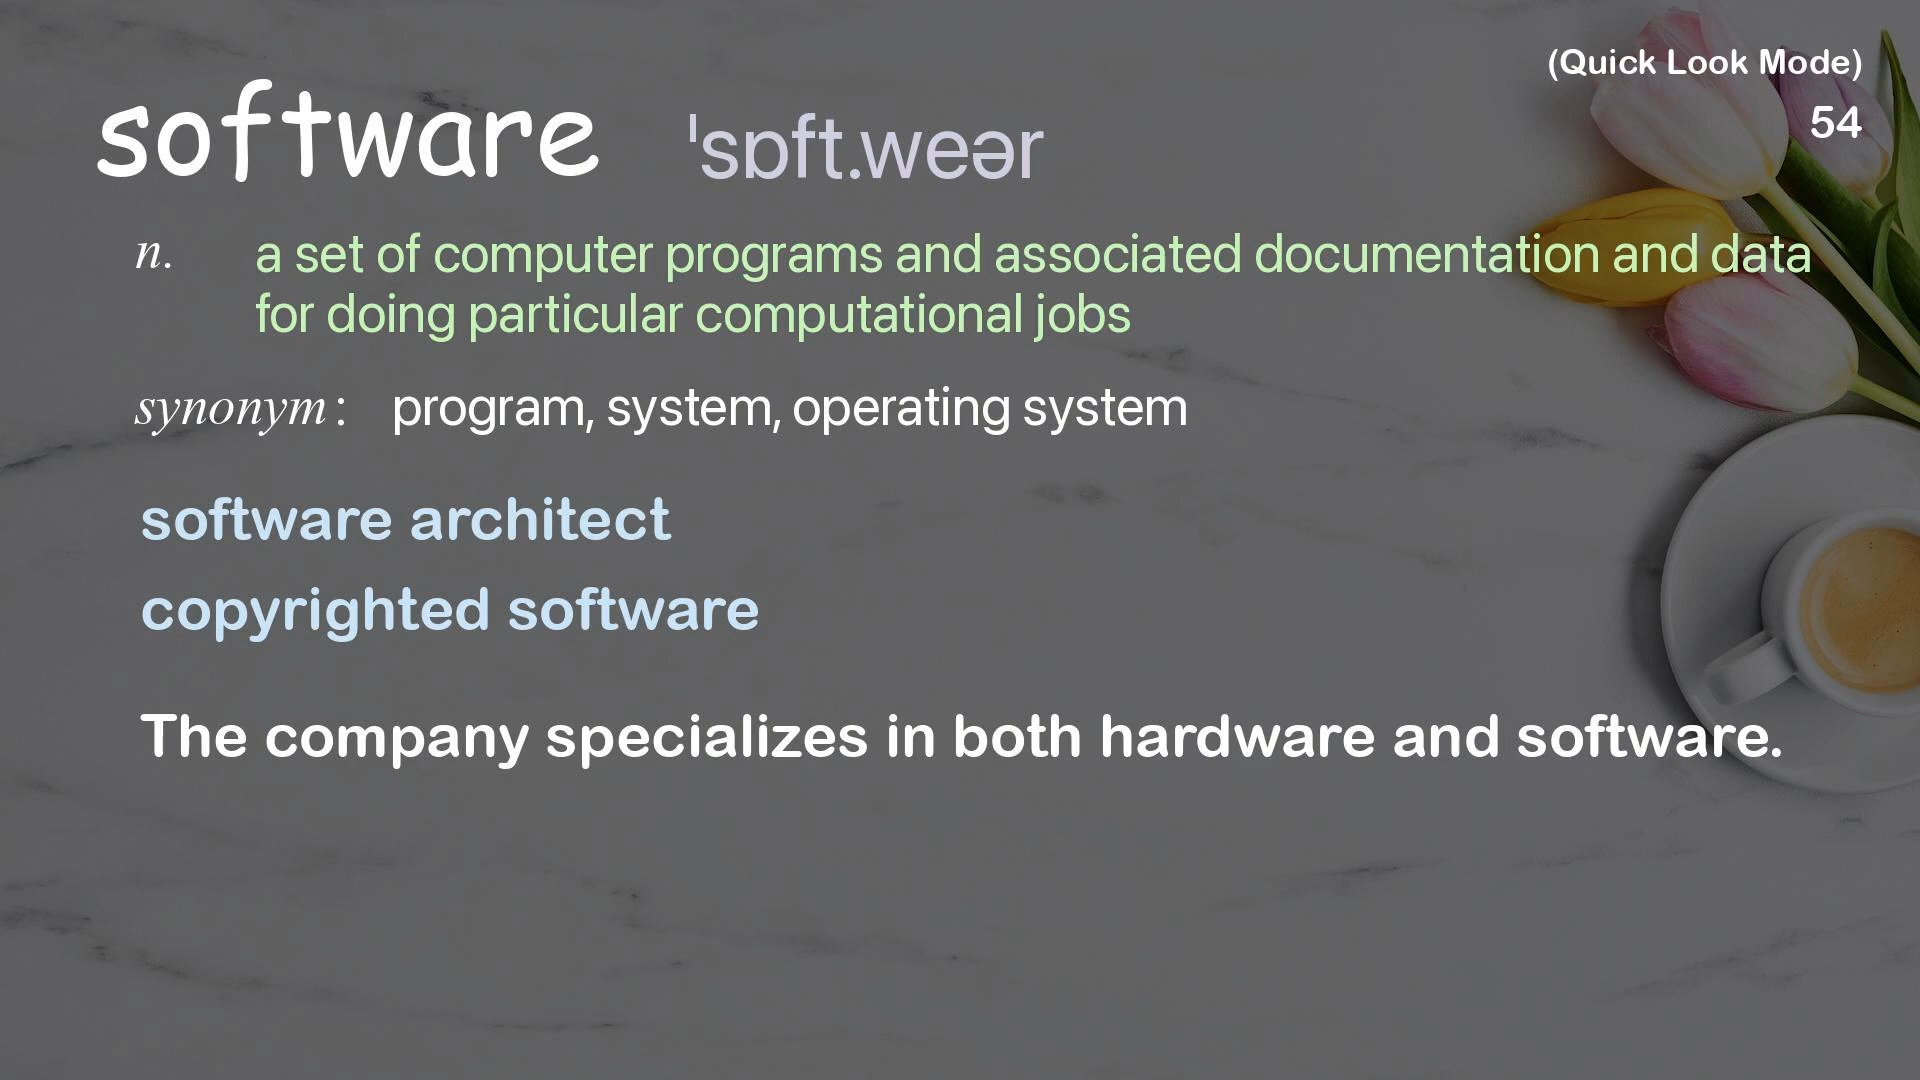 (Quick Look Mode)
54
software ˈsɒft.weər
n. a set of computer programs and associated documentation and data
for doing particular computational jobs
synonym: program, system, operating system
software architect
copyrighted software
The company specializes in both hardware and software.